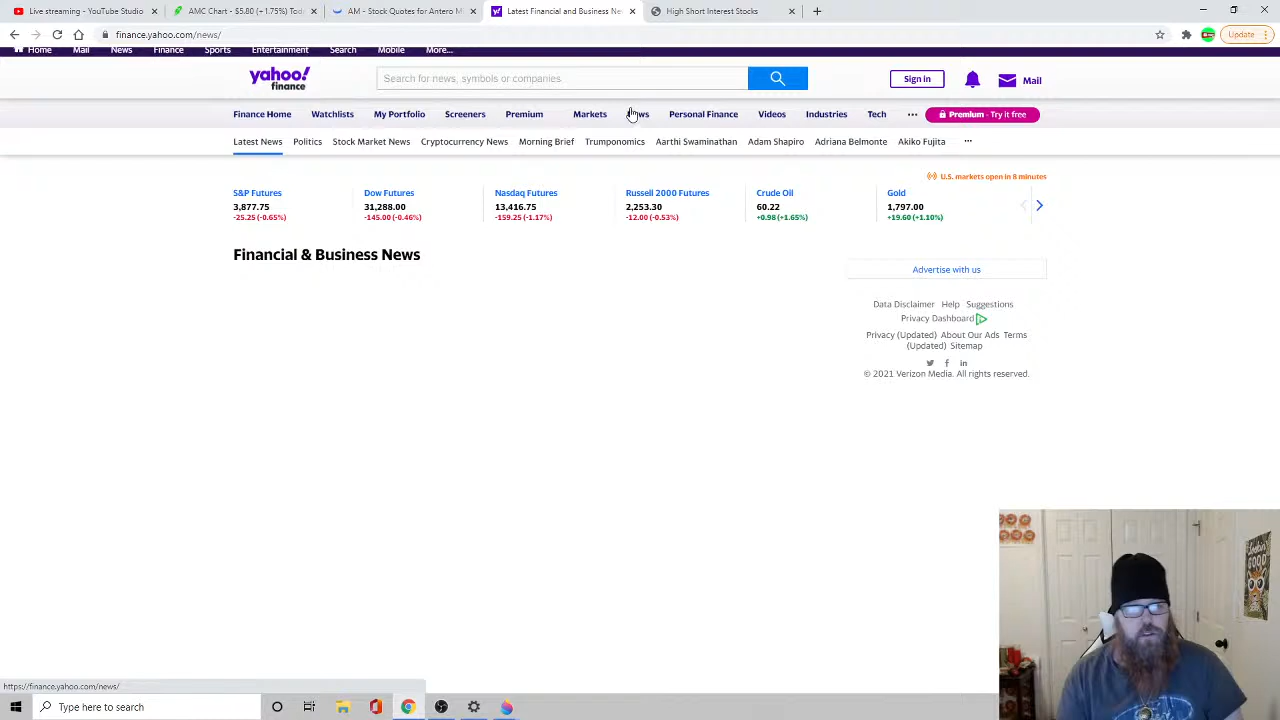 Live streaming - YouTube Studio
AMC Chart - $5.80 (+1.75%) Toda
AM - Stock Quotes for Antero M
Latest Financial and Business Ne
High Short Interest Stocks
finance.yahoo.com/news/
Update
Home Mail News Finance Sports Entertainment Search Mobile More...
yahoo!
finance
Search for news, symbols or companies.
Sign in
Mail
Finance Home Watchlists My Portfolio Screeners Premium Markets News Personal Finance Videos Industries Tech ... Premium - Try it free
Latest News Politics Stock Market News Cryptocurrency News Morning Brief Trumponomics Aarthi Swaminathan Adam Shapiro Adriana Belmonte Akiko Fujita ...
U.S. markets open in 8 minutes
S&P Futures
3,877.75
-25.25 (-0.65%)
Dow Futures
31,288.00
-145.00 (-0.46%)
Nasdaq Futures
13,416.75
-159.25 (-1.17%)
Russell 2000 Futures
2,253.30
-12.00 (-0.53%)
Crude Oil
60.22
+0.98 (+1.65%)
Gold
1,797.00
+19.60 (+1.10%)
Financial & Business News
Advertise with us
Data Disclaimer Help Suggestions
Privacy Dashboard
Privacy (Updated) About Our Ads Terms
(Updated) Sitemap
© 2021 Verizon Media. All rights reserved.
https://finance.yahoo.com/news/
Type here to search